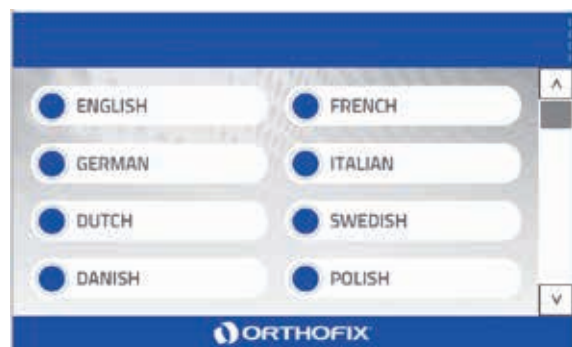 ENGLISH
FRENCH
GERMAN
ITALIAN
DUTCH
SWEDISH
DANISH
POLISH
ORTHOFIX